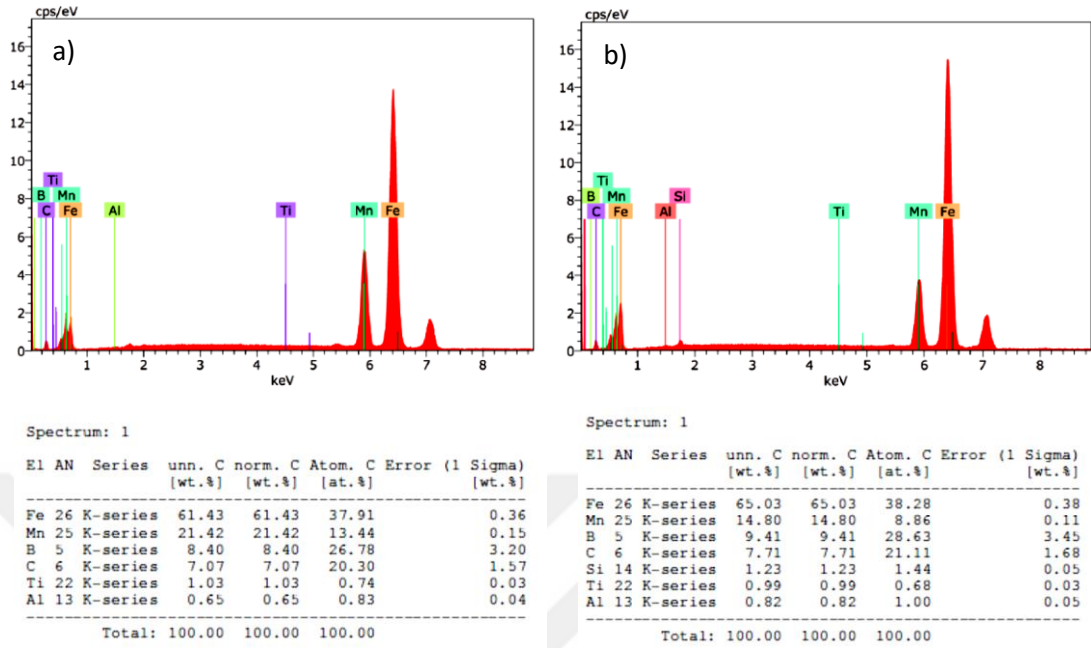 cps/eV
a)
16
14
12
10
8
6
4
2
0
Ti
B Mn
C Fe Al Ti Mn Fe
1 2 3 4 5 6 7 8
keV
Spectrum: 1
El AN Series unn. C norm. C Atom. C Error (1 Sigma)
[wt.%] [wt.%] [at.%] [wt.%]
Fe 26 K-series 61.43 61.43 37.91 0.36
Mn 25 K-series 21.42 21.42 13.44 0.15
B 5 K-series 8.40 8.40 26.78 3.20
C 6 K-series 7.07 7.07 20.30 1.57
Ti 22 K-series 1.03 1.03 0.74 0.03
Al 13 K-series 0.65 0.65 0.83 0.04
Total: 100.00 100.00 100.00
cps/eV
b)
16
14
12
10
8
6
4
2
0
Ti
B Mn Si
C Fe Al Ti Mn Fe
1 2 3 4 5 6 7 8
keV
Spectrum: 1
El AN Series unn. C norm. C Atom. C Error (1 Sigma)
[wt.%] [wt.%] [at.%] [wt.%]
Fe 26 K-series 65.03 65.03 38.28 0.38
Mn 25 K-series 14.80 14.80 8.86 0.11
B 5 K-series 9.41 9.41 28.63 3.45
C 6 K-series 7.71 7.71 21.11 1.68
Si 14 K-series 1.23 1.23 1.44 0.05
Ti 22 K-series 0.99 0.99 0.68 0.03
Al 13 K-series 0.82 0.82 1.00 0.05
Total: 100.00 100.00 100.00